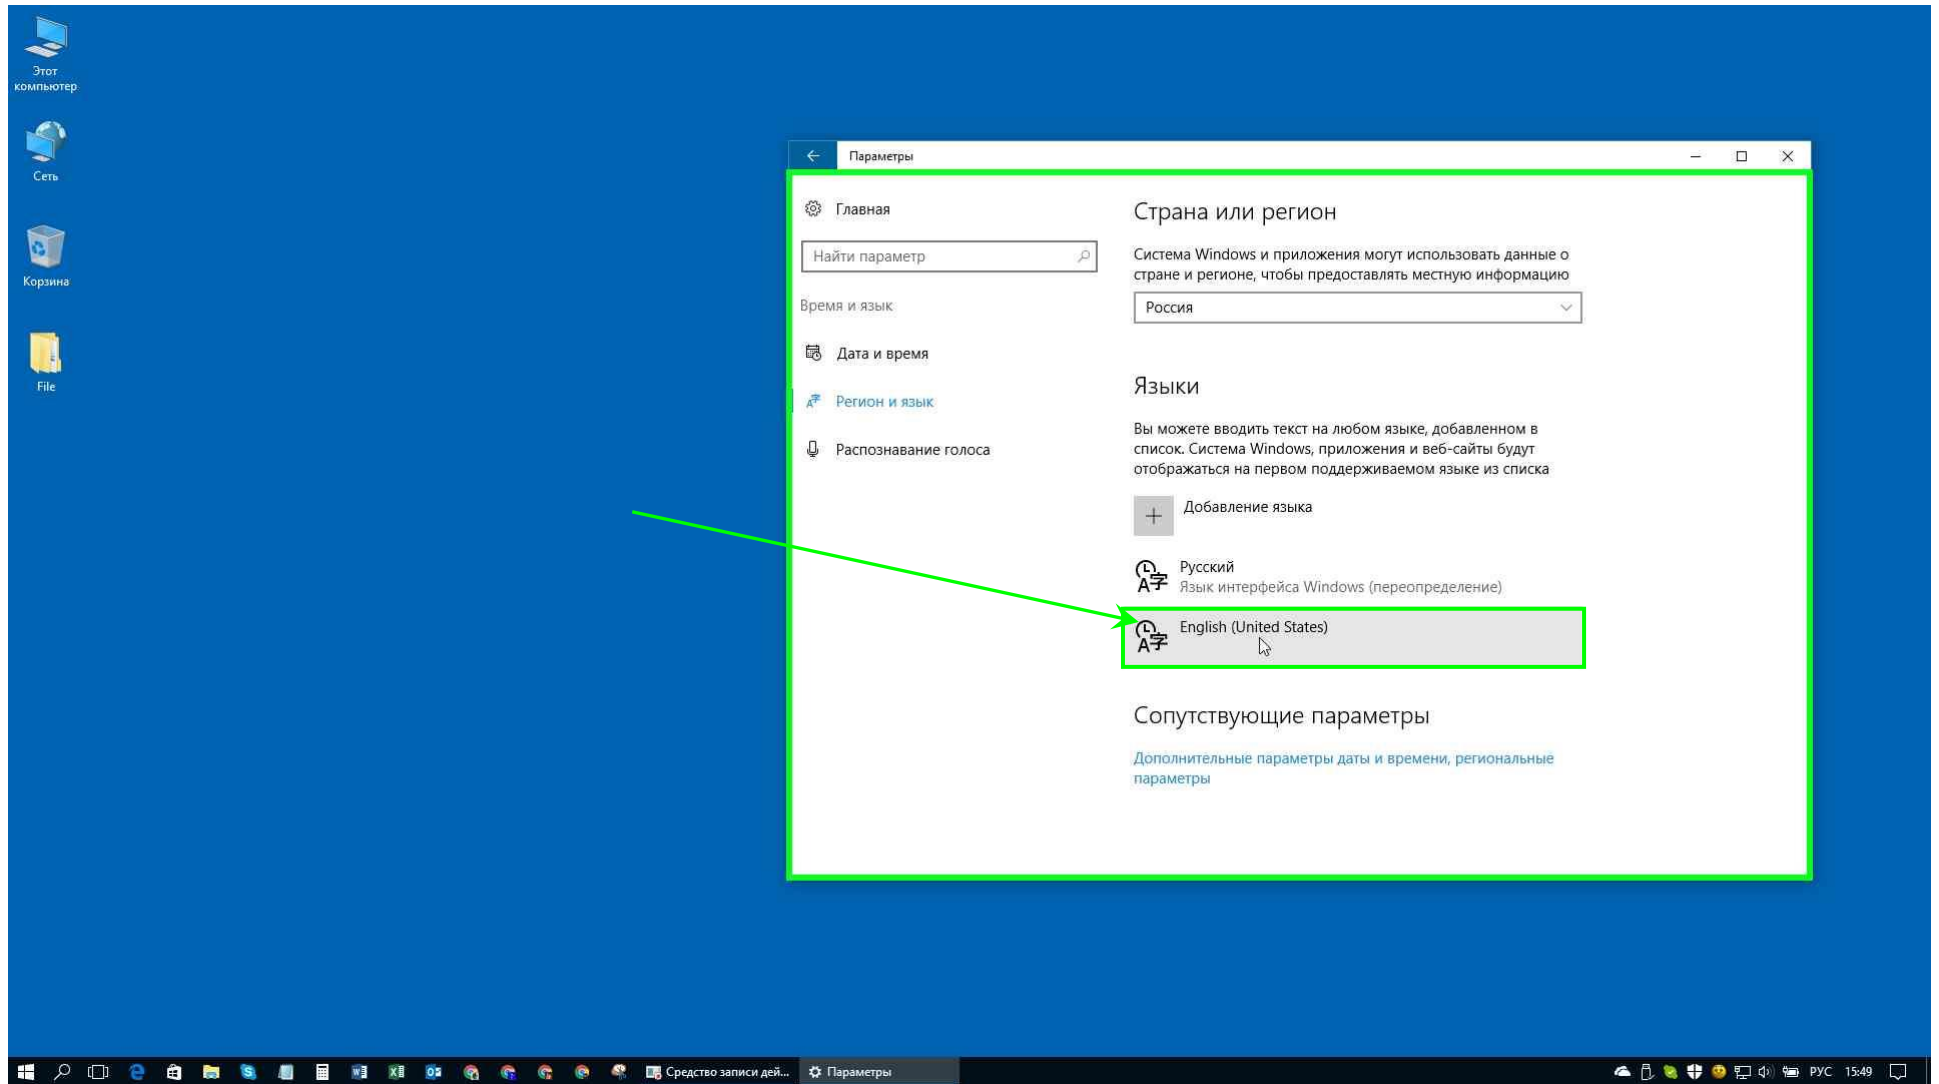 Этот
компьютер
Сеть
Корзина
File
Параметры
Главная
Найти параметр
Время и язык
Дата и время
Регион и язык
Распознавание голоса
Страна или регион
Система Windows и приложения могут использовать данные о
стране и регионе, чтобы предоставлять местную информацию
Россия
Языки
Вы можете вводить текст на любом языке, добавленном в
список. Система Windows, приложения и веб-сайты будут
отображаться на первом поддерживаемом языке из списка
Добавление языка
Русский
Язык интерфейса Windows (переопределение)
English (United States)
Сопутствующие параметры
Дополнительные параметры даты и времени, региональные
параметры
Средство записи дей...
Параметры
РУС
15:49